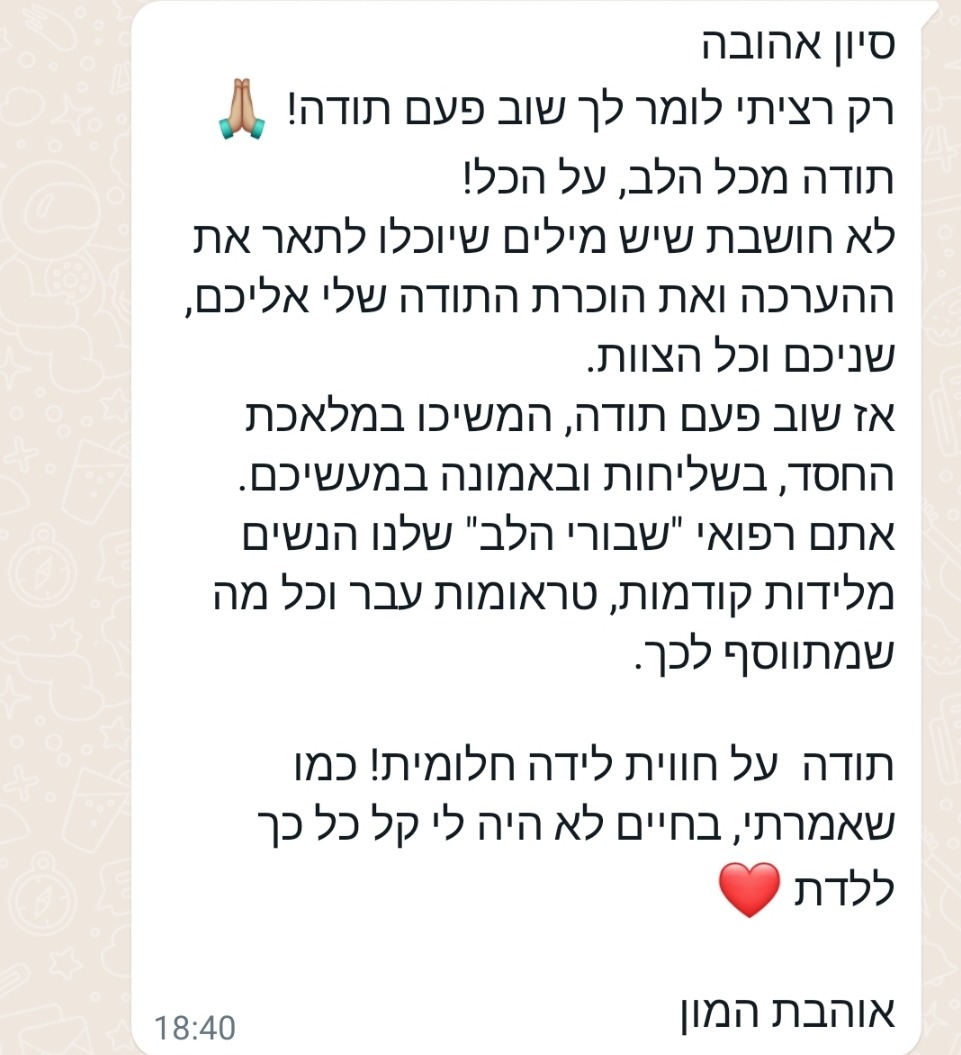 סיון אהובה
רק רציתי לומר לך שוב פעם תודה! 🙏🏼
תודה מכל הלב, על הכל!
לא חושבת שיש מילים שיוכלו לתאר את
ההערכה ואת הוכרת התודה שלי אליכם,
שניכם וכל הצוות.
אז שוב פעם תודה, המשיכו במלאכת
החסד, בשליחות ובאמונה במעשיכם.
אתם רפואי "שבורי הלב" שלנו הנשים
מלידות קודמות, טראומות עבר וכל מה
שמתווסף לכך.
תודה  על חווית לידה חלומית! כמו
שאמרתי, בחיים לא היה לי קל כל כך
ללדת ❤️
אוהבת המון
18:40